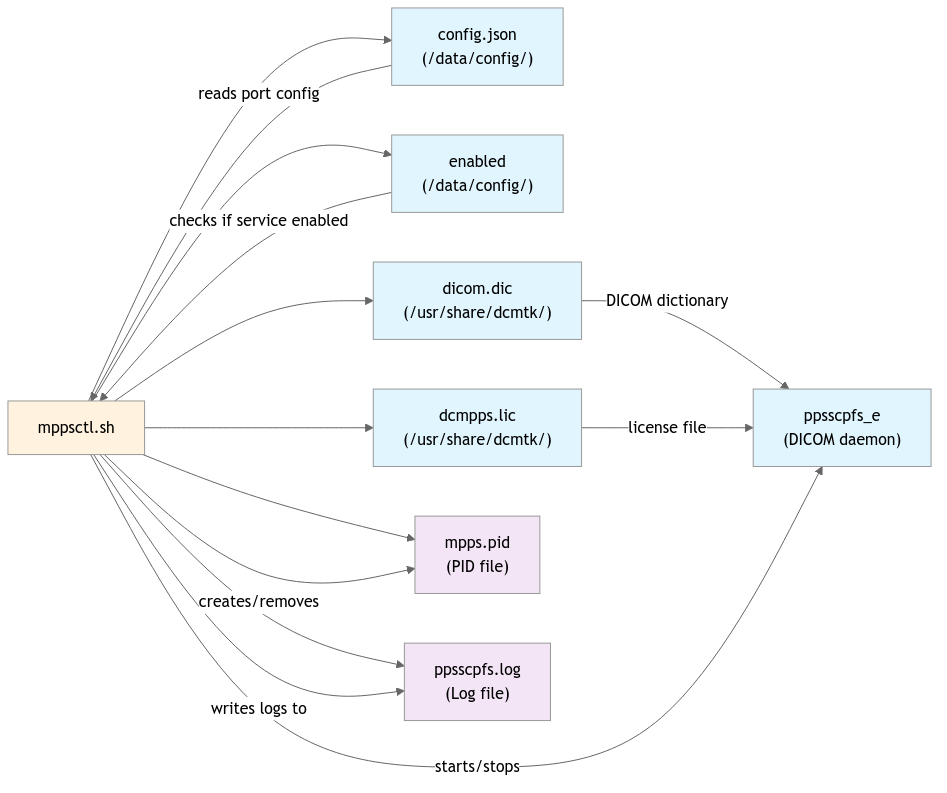 config.json
(/data/config/)
reads port config
enabled
(/data/config/)
checks if service enabled
dicom.dic
(/usr/share/dcmtk/)
DICOM dictionary
mppsctl.sh
dcmpps.lic
(/usr/share/dcmtk/)
license file
ppsscpfs_e
(DICOM daemon)
mpps.pid
(PID file)
creates/removes
ppsscpfs.log
(Log file)
writes logs to
starts/stops